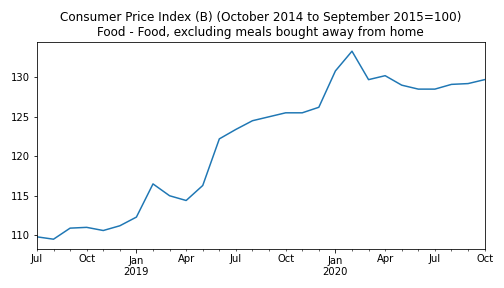 Consumer Price Index (B) (October 2014 to September 2015=100)
Food - Food, excluding meals bought away from home
130
125
120
115
110
Jul Oct Jan Apr Jul Oct Jan Apr Jul Oct
2019 2020